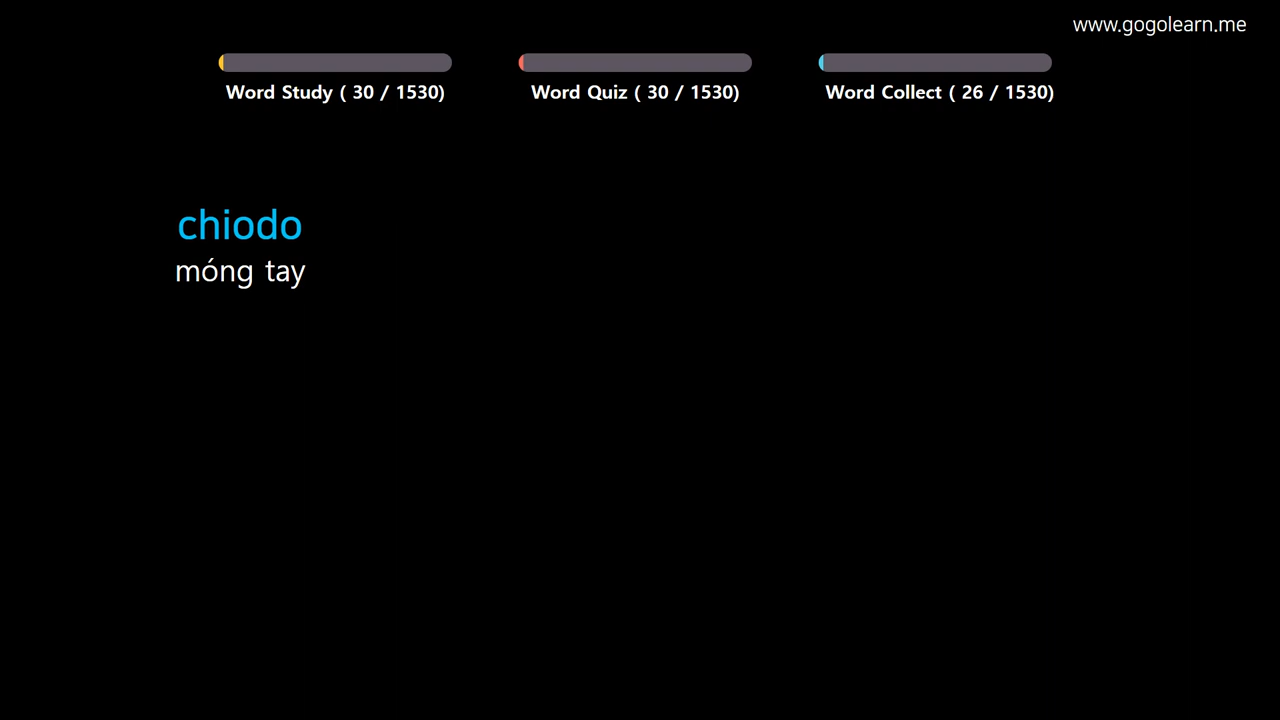 www.gogolearn.me
Word Study ( 30 / 1530)
Word Quiz ( 30 / 1530)
Word Collect ( 26 / 1530)
chiodo
móng tay